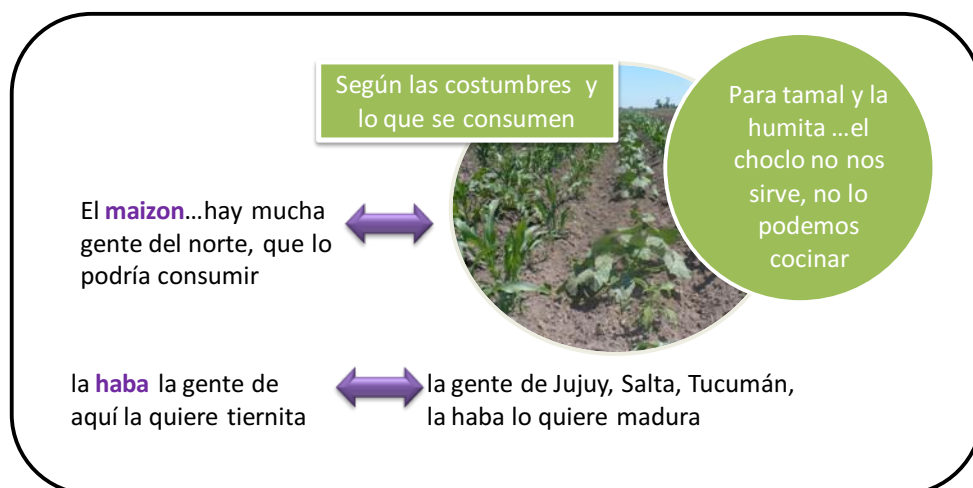 Según las costumbres y
lo que se consumen
Para tamal y la
humita ...el
choclo no nos
sirve, no lo
podemos
cocinar
El maizon...hay mucha
gente del norte, que lo
podría consumir
la haba la gente de
aquí la quiere tiernita
la gente de Jujuy, Salta, Tucumán,
la haba lo quiere madura